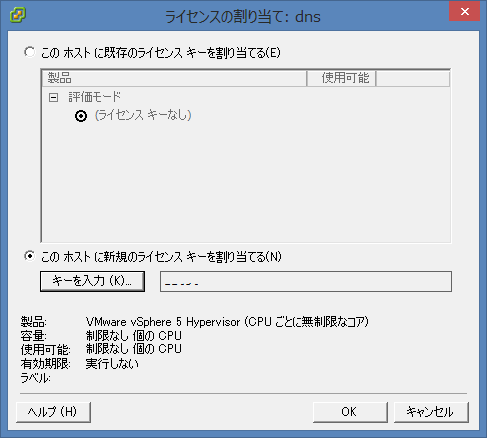 ライセンスの割り当て: dns
この ホスト に既存のライセンス キーを割り当てる(E)
製品 使用可能
評価モード
(ライセンス キーなし)
この ホスト に新規のライセンス キーを割り当てる(N)
キーを入力 (K)...
製品: VMware vSphere 5 Hypervisor (CPU ごとに無制限なコア)
容量: 制限なし 個の CPU
使用可能: 制限なし 個の CPU
有効期限: 実行しない
ラベル:
ヘルプ (H) OK キャンセル